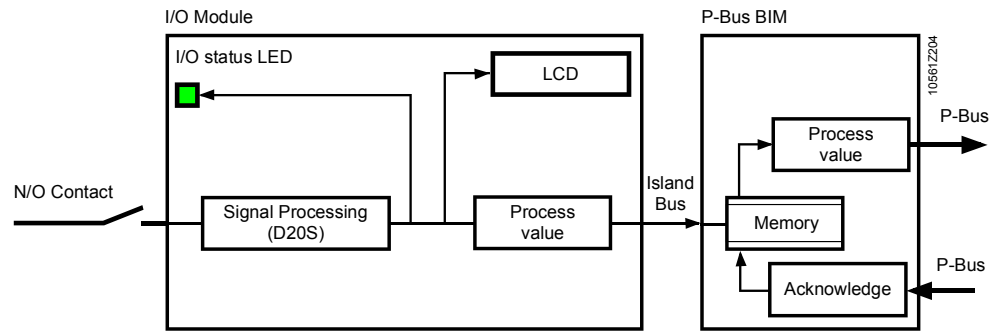 I/O Module
P-Bus BIM
I/O status LED
LCD
10561Z204
P-Bus
Process
value
N/O Contact
Signal Processing
(D20S)
Process
value
Island
Bus
Memory
P-Bus
Acknowledge